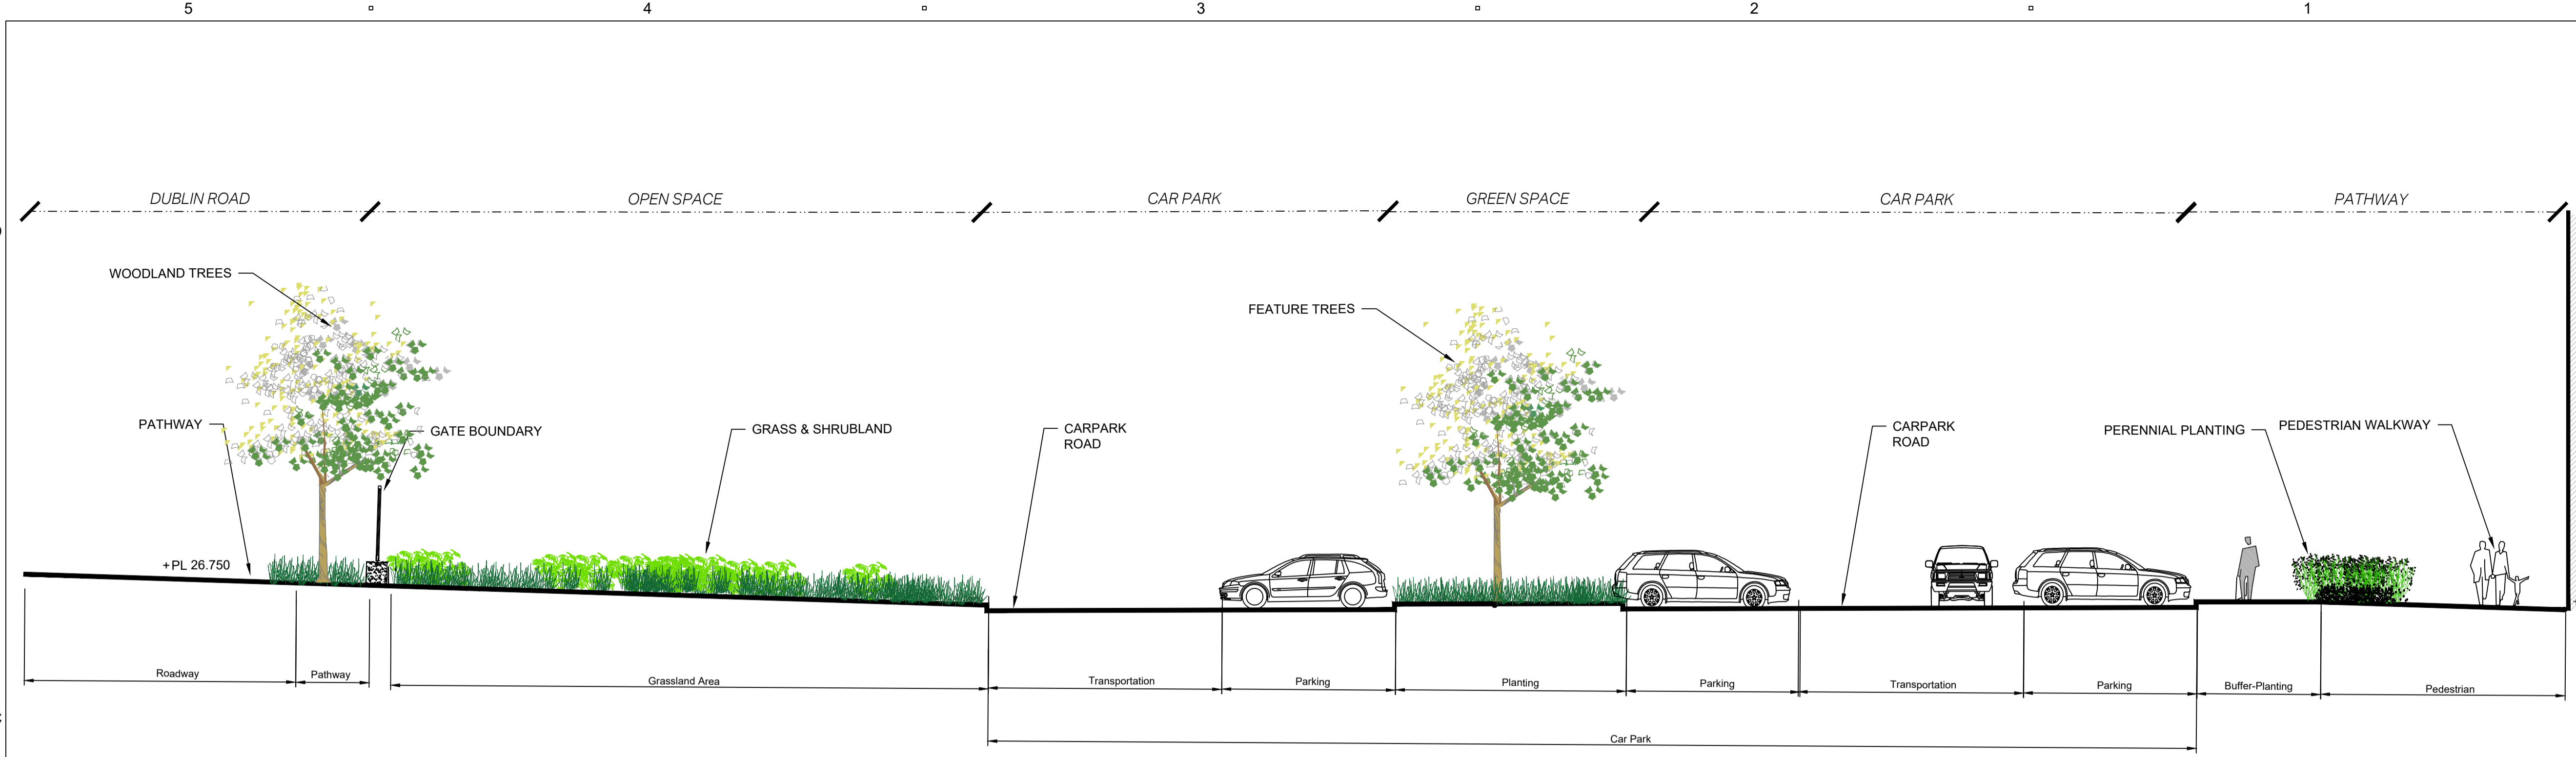 5 4 3 2 1
DUBLIN ROAD OPEN SPACE CAR PARK GREEN SPACE CAR PARK PATHWAY
WOODLAND TREES
FEATURE TREES
PATHWAY
GATE BOUNDARY
GRASS & SHRUBLAND
CARPARK
ROAD
CARPARK
ROAD
PERENNIAL PLANTING
PEDESTRIAN WALKWAY
+PL 26.750
Roadway Pathway Grassland Area Transportation Parking Planting Parking Transportation Parking Buffer-Planting Pedestrian
Car Park